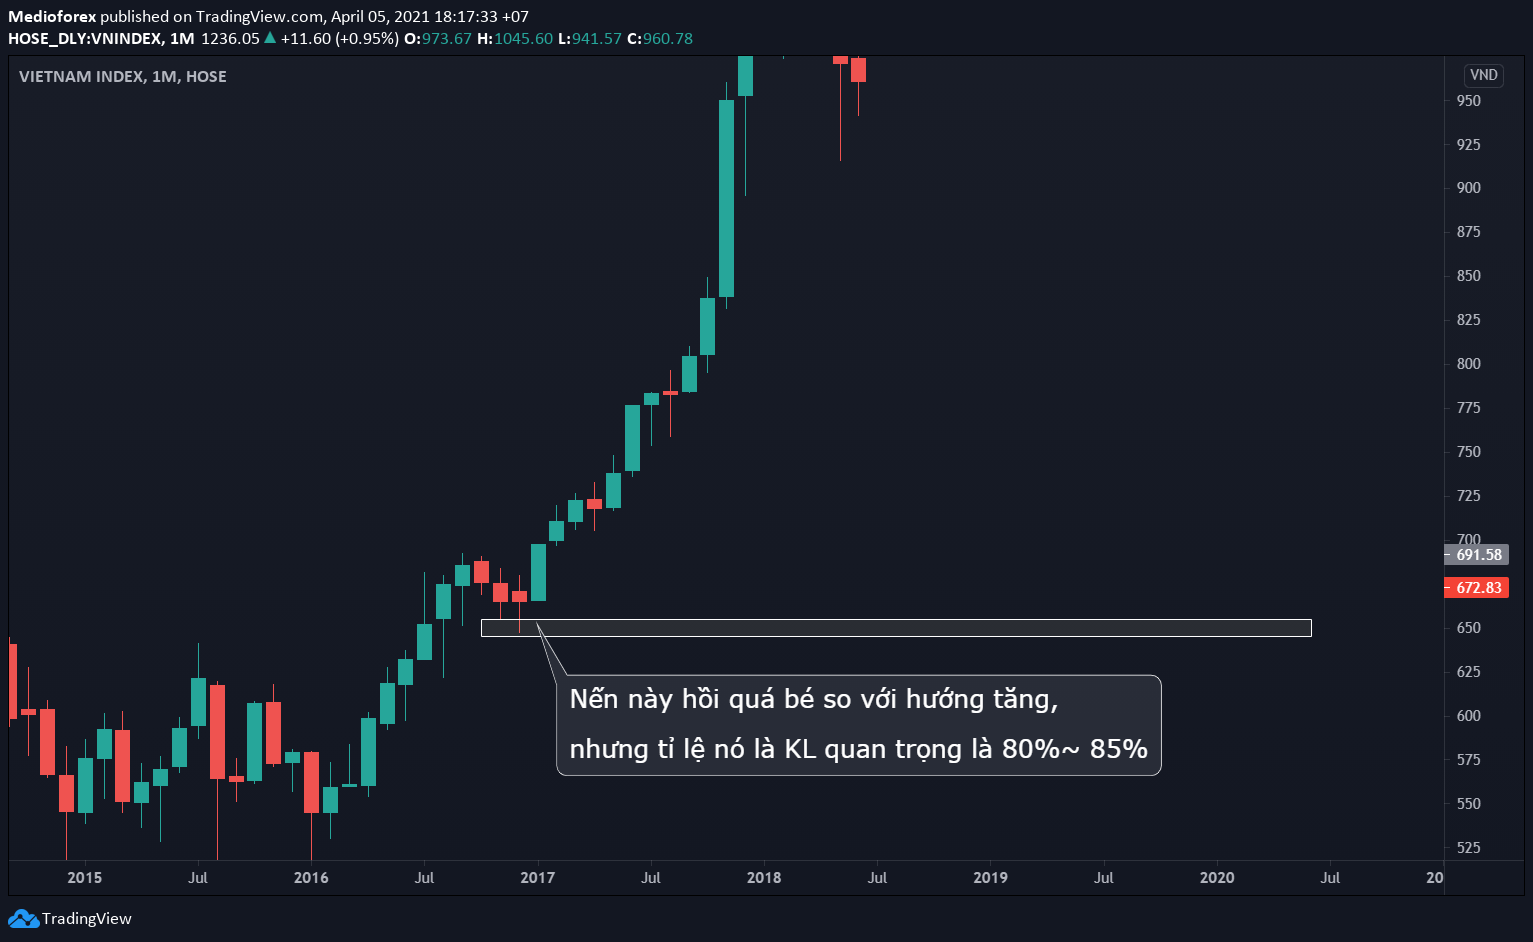 Medioforex published on TradingView.com, April 05, 2021 18:17:33 +07
HOSE_DLY:VNINDEX, 1M 1236.05 ▲ +11.60 (+0.95%) O:973.67 H:1045.60 L:941.57 C:960.78
VIETNAM INDEX, 1M, HOSE
VND
950
925
900
875
850
825
800
775
750
725
700
691.58
672.83
650
625
600
575
550
525
Nến này hồi quá bé so với hướng tăng,
nhưng tỉ lệ nó là KL quan trọng là 80%~ 85%
2015 Jul 2016 Jul 2017 Jul 2018 Jul 2019 Jul 2020 Jul 20
TradingView